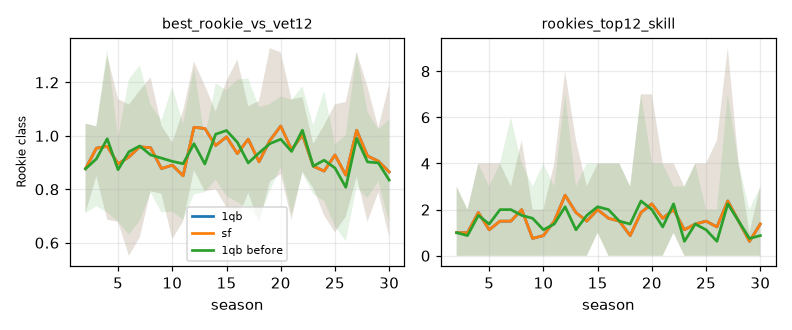 best_rookie_vs_vet12
rookies_top12_skill
Rookie class
1.2
1.0
0.8
0.6
1qb
sf
1qb before
5
10
15
20
25
30
season
8
6
4
2
0
5
10
15
20
25
30
season